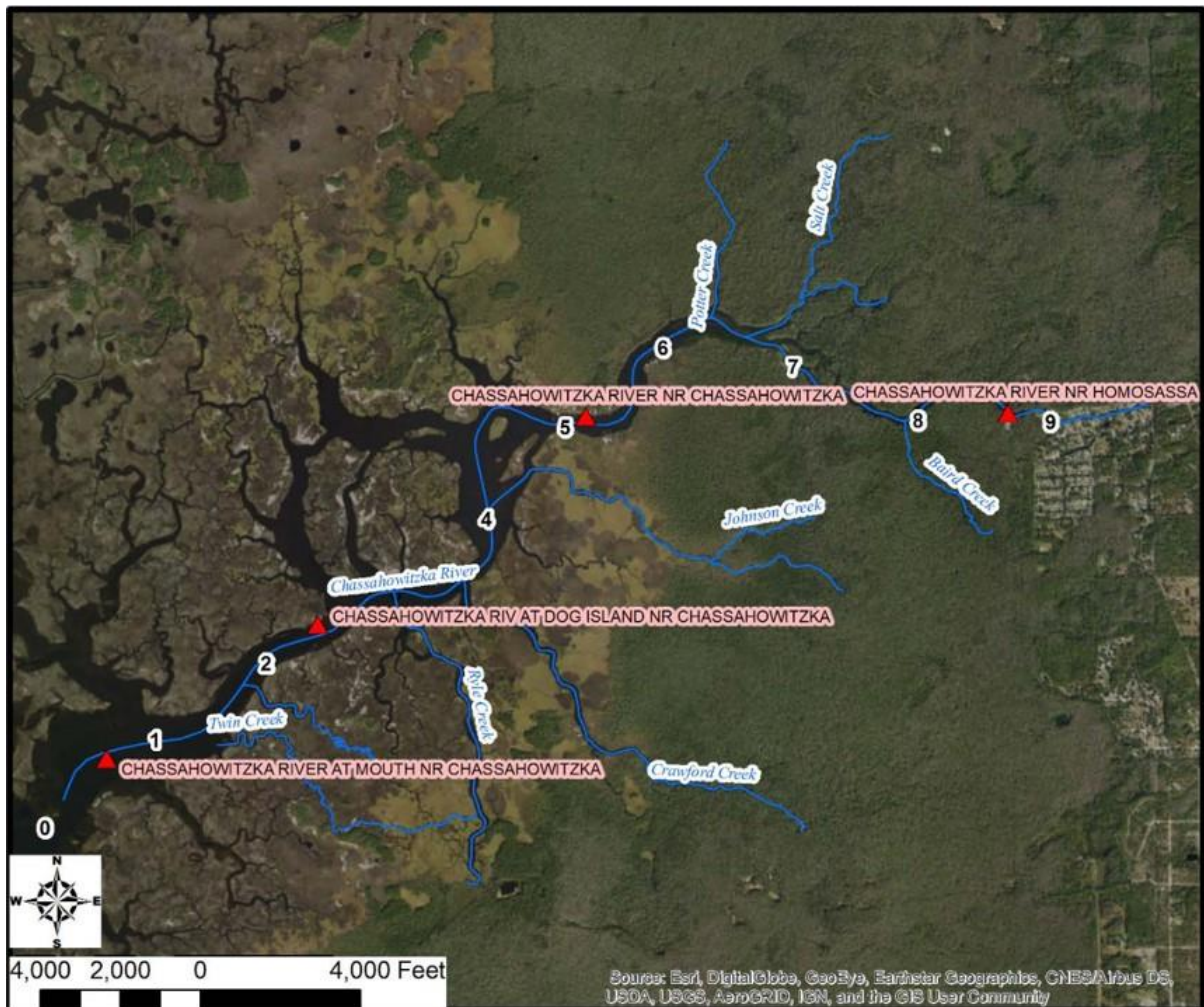 Salt Creek
Potter Creek
6
7
CHASSAHOWITZKA RIVER NR CHASSAHOWITZKA
CHASSAHOWITZKA RIVER NR HOMOSASSA
5
8
9
Baird Creek
4
Johnson Creek
Chassahowitzka River
CHASSAHOWITZKA RIV AT DOG ISLAND NR CHASSAHOWITZKA
2
Ryle Creek
Twin Creek
1
CHASSAHOWITZKA RIVER AT MOUTH NR CHASSAHOWITZKA
Crawford Creek
0
N
W
E
S
4,000 2,000 0 4,000 Feet
Source: Esri, DigitalGlobe, GeoEye, Earthstar Geographics, CNES/Airbus DS,
USDA, USGS, AeroGRID, IGN, and the GIS User Community